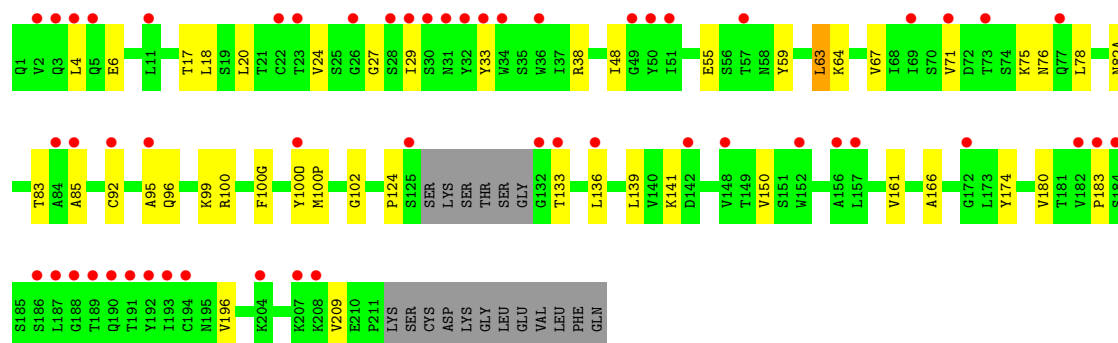 Q1 V2 Q3 L4 Q5 E6 L11 T17 L18 S19 L20 T21 C22 T23 V24 S25 G26 G27 S28 I29 S30 N31 Y32 Y33 W34 S35 W36 I37 R38 I48 G49 Y50 I51 E55 S56 T57 N58 Y59 L63 K64 V67 I68 I69 S70 V71 D72 T73 S74 K75 N76 Q77 L78 N82A
T83 A84 A85 C92 A95 Q96 K99 R100 F100G Y100O M100P G102 P124 S125 SER LYS SER THR SER GLY G132 T133 L136 L139 V140 K141 D142 V148 T149 V150 S151 W152 A156 L157 V161 A166 G172 L173 Y174 V180 T181 V182 P183 S184
S185 S186 L187 G188 T189 Q190 T191 Y192 I193 C194 N195 V196 K204 K207 K208 V209 E210 P211 LYS SER CYS ASP LYS GLY LEU GLU VAL LEU PHE GLN